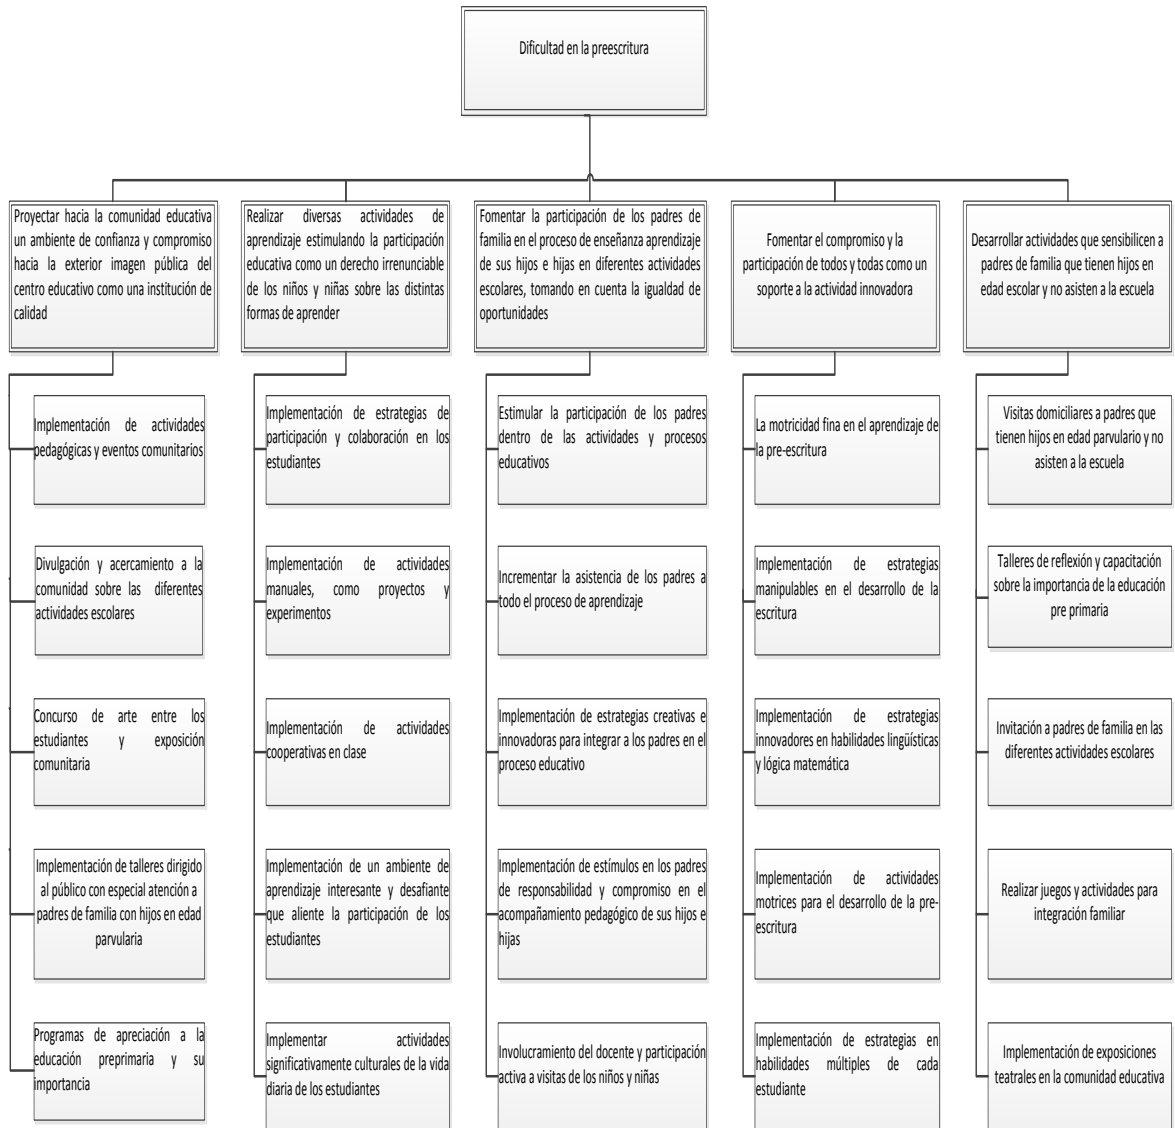 Dificultad en la preescritura
Proyectar hacia la comunidad educativa
un ambiente de confianza y compromiso
hacia la exterior imagen pública del
centro educativo como una institución de
calidad
Realizar diversas actividades de
aprendizaje estimulando la participación
educativa como un derecho irrenunciable
de los niños y niñas sobre las distintas
formas de aprender
Fomentar la participación de los padres de
familia en el proceso de enseñanza aprendizaje
de sus hijos e hijas en diferentes actividades
escolares, tomando en cuenta la igualdad de
oportunidades
Fomentar el compromiso y la
participación de todos y todas como un
soporte a la actividad innovadora
Desarrollar actividades que sensibilicen a
padres de familia que tienen hijos en
edad escolar y no asisten a la escuela
Implementación de actividades
pedagógicas y eventos comunitarios
Implementación de estrategias de
participación y colaboración en los
estudiantes
Estimular la participación de los padres
dentro de las actividades y procesos
educativos
La motricidad fina en el aprendizaje de
la pre-escritura
Visitas domiciliares a padres que
tienen hijos en edad parvulario y no
asisten a la escuela
Divulgación y acercamiento a la
comunidad sobre las diferentes
actividades escolares
Implementación de actividades
manuales, como proyectos y
experimentos
Incrementar la asistencia de los padres a
todo el proceso de aprendizaje
Implementación de estrategias
manipulables en el desarrollo de la
escritura
Talleres de reflexión y capacitación
sobre la importancia de la educación
pre primaria
Concurso de arte entre los
estudiantes y exposición
comunitaria
Implementación de actividades
cooperativas en clase
Implementación de estrategias creativas e
innovadoras para integrar a los padres en el
proceso educativo
Implementación de estrategias
innovadores en habilidades lingüísticas
y lógica matemática
Invitación a padres de familia en las
diferentes actividades escolares
Implementación de talleres dirigido
al público con especial atención a
padres de familia con hijos en edad
parvularia
Implementación de un ambiente de
aprendizaje interesante y desafiante
que aliente la participación de los
estudiantes
Implementación de estímulos en los padres
de responsabilidad y compromiso en el
acompañamiento pedagógico de sus hijos e
hijas
Implementación de actividades
motrices para el desarrollo de la pre-
escritura
Realizar juegos y actividades para
integración familiar
Programas de apreciación a la
educación preprimaria y su
importancia
Implementar actividades
significativamente culturales de la vida
diaria de los estudiantes
Involucramiento del docente y participación
activa a visitas de los niños y niñas
Implementación de estrategias en
habilidades múltiples de cada
estudiante
Implementación de exposiciones
teatrales en la comunidad educativa